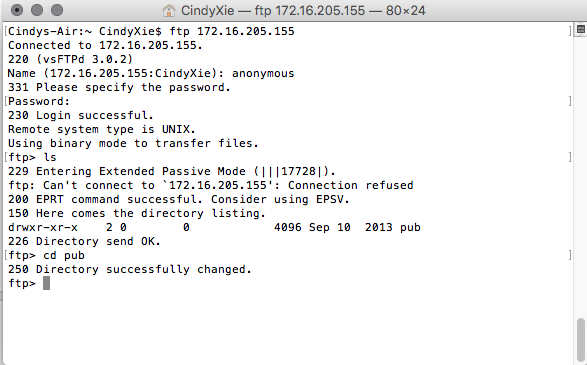 CindyXie — ftp 172.16.205.155 — 80×24
[Cindys-Air:~ CindyXie$ ftp 172.16.205.155 ]
Connected to 172.16.205.155.
220 (vsFTPd 3.0.2)
Name (172.16.205.155:CindyXie): anonymous
331 Please specify the password.
[Password: ]
230 Login successful.
Remote system type is UNIX.
Using binary mode to transfer files.
[ftp> ls ]
229 Entering Extended Passive Mode (|||17728|).
ftp: Can't connect to `172.16.205.155': Connection refused
200 EPRT command successful. Consider using EPSV.
150 Here comes the directory listing.
drwxr-xr-x    2 0        0            4096 Sep 10  2013 pub
226 Directory send OK.
[ftp> cd pub ]
250 Directory successfully changed.
ftp>